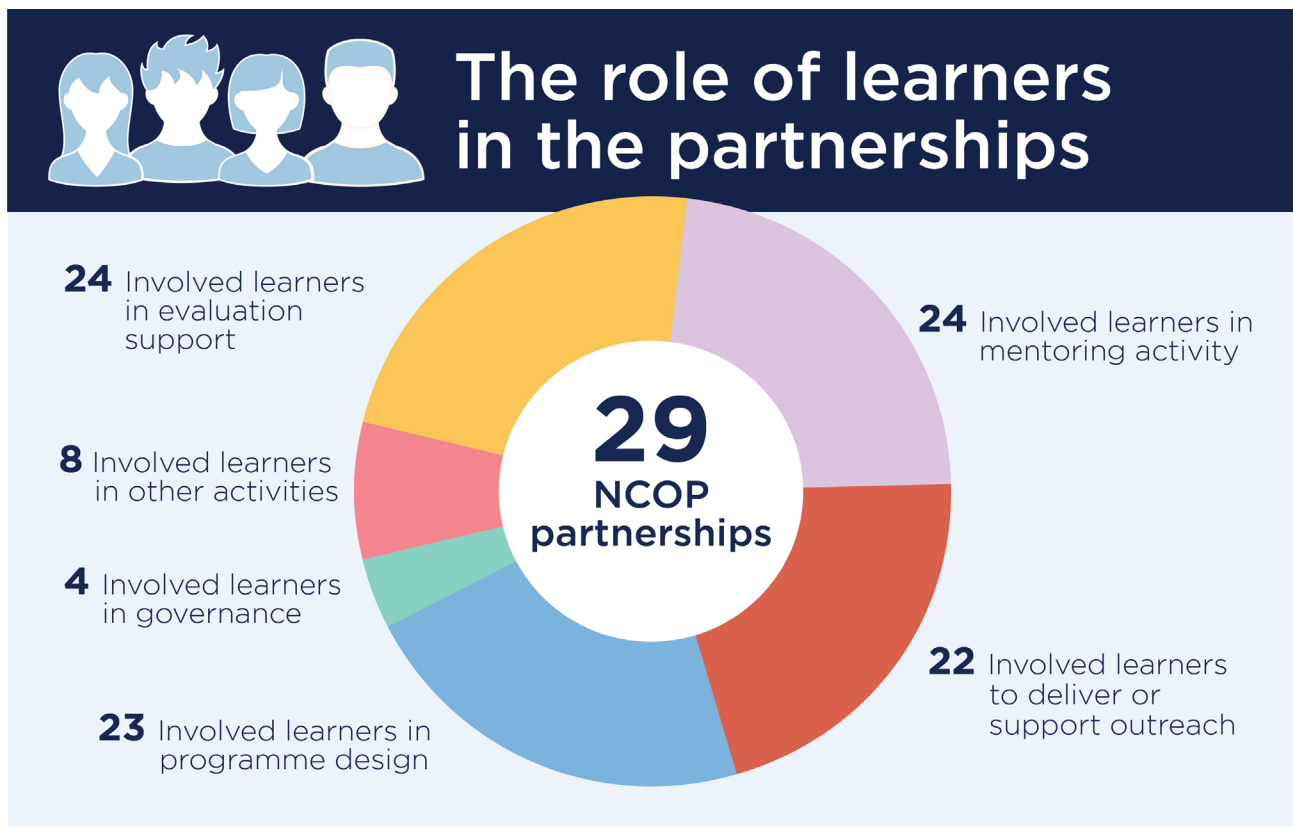 The role of learners
in the partnerships
24 Involved learners
in evaluation
support
24 Involved learners in
mentoring activity
29
NCOP
partnerships
8 Involved learners
in other activities
4 Involved learners
in governance
22 Involved learners
to deliver or
support outreach
23 Involved learners in
programme design